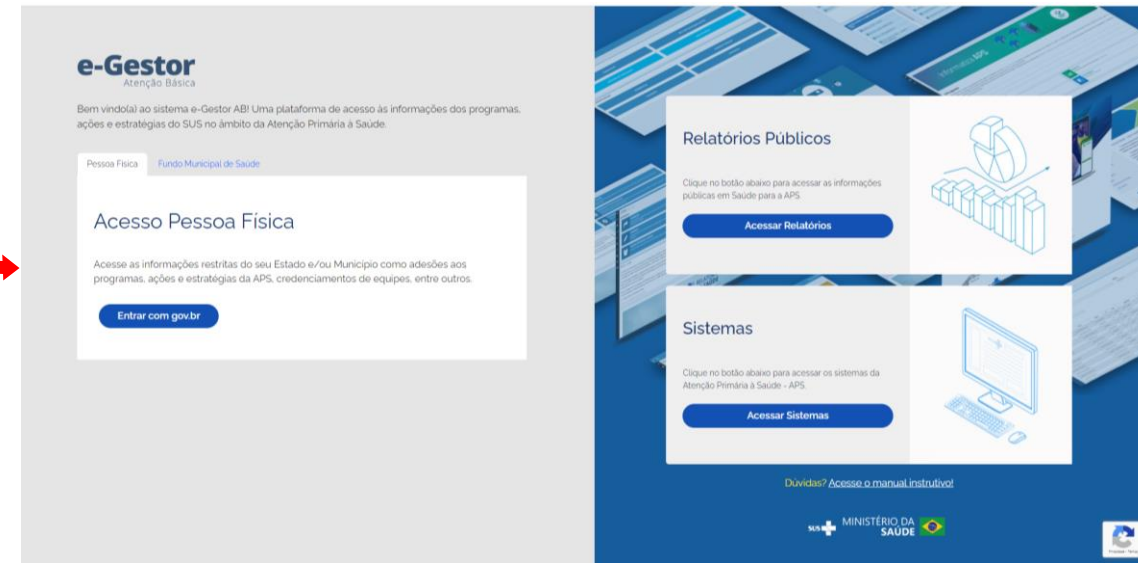 e-Gestor
Atenção Básica
Bem vindo(a) ao sistema e-Gestor AB! Uma plataforma de acesso às informações dos programas,
ações e estratégias do SUS no âmbito da Atenção Primária à Saúde.
Pessoa Física
Fundo Municipal de Saúde
Acesso Pessoa Física
Acesse as informações restritas do seu Estado e/ou Município como adesões aos
programas, ações e estratégias da APS, credenciamentos de equipes, entre outros.
Entrar com gov.br
Informatiza APS
Relatórios Públicos
Clique no botão abaixo para acessar as informações
públicas em Saúde para a APS.
Acessar Relatórios
Sistemas
Clique no botão abaixo para acessar os sistemas da
Atenção Primária à Saúde - APS.
Acessar Sistemas
Dúvidas? Acesse o manual instrutivo!
SUS
MINISTÉRIO DA
SAÚDE